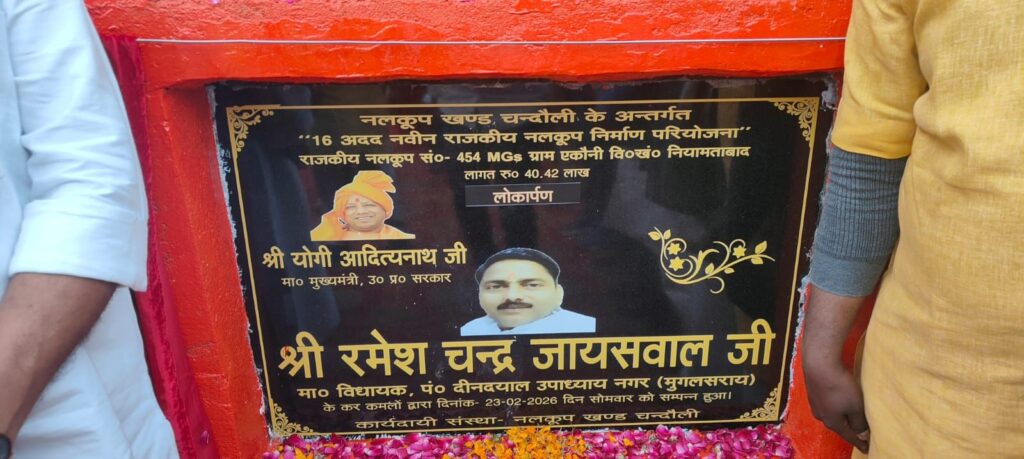 नलकूप खण्ड चन्दौली के अन्तर्गत
“16 अदद नवीन राजकीय नलकूप निर्माण परियोजना”
राजकीय नलकूप सं०- 454 MGs ग्राम एकौनी वि०खं० नियामताबाद
लागत रु० 40.42 लाख
लोकार्पण
श्री योगी आदित्यनाथ जी
मा० मुख्यमंत्री, उ० प्र० सरकार
श्री रमेश चन्द्र जायसवाल जी
मा० विधायक, पं० दीनदयाल उपाध्याय नगर (मुगलसराय)
के कर कमलों द्वारा दिनांक- 23-02-2026 दिन सोमवार को सम्पन्न हुआ।
कार्यदायी संस्था- नलकूप खण्ड चन्दौली